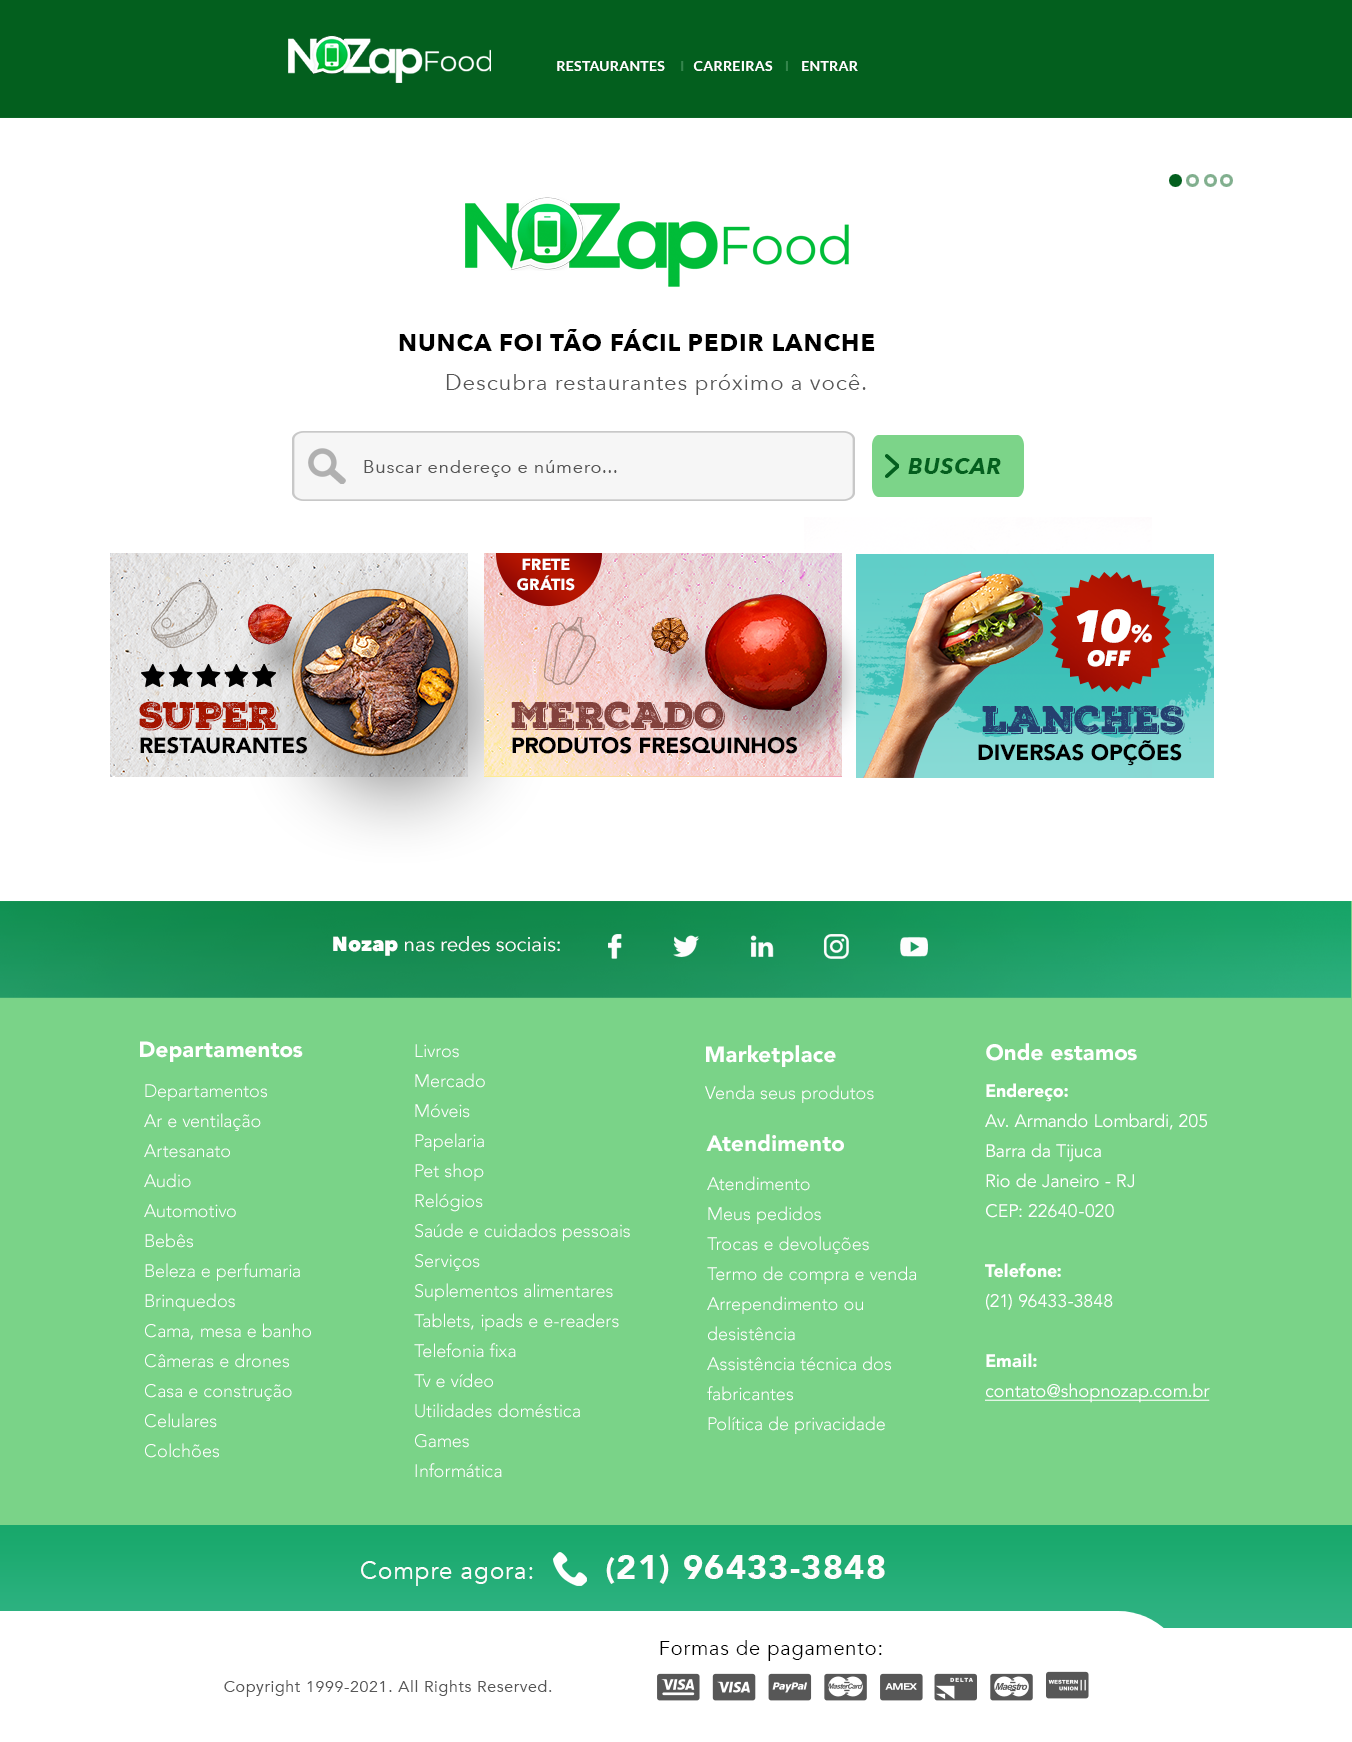 NOZapFood
RESTAURANTES | CARREIRAS | ENTRAR
NOZapFood
NUNCA FOI TÃO FÁCIL PEDIR LANCHE
Descubra restaurantes próximo a você.
Buscar endereço e número...
BUSCAR
SUPER
RESTAURANTES
FRETE
GRÁTIS
MERCADO
PRODUTOS FRESQUINHOS
10%
OFF
LANCHES
DIVERSAS OPÇÕES
Nozap nas redes sociais:
Departamentos
Departamentos
Ar e ventilação
Artesanato
Audio
Automotivo
Bebês
Beleza e perfumaria
Brinquedos
Cama, mesa e banho
Câmeras e drones
Casa e construção
Celulares
Colchões
Livros
Mercado
Móveis
Papelaria
Pet shop
Relógios
Saúde e cuidados pessoais
Serviços
Suplementos alimentares
Tablets, ipads e e-readers
Telefonia fixa
Tv e vídeo
Utilidades doméstica
Games
Informática
Marketplace
Venda seus produtos
Atendimento
Atendimento
Meus pedidos
Trocas e devoluções
Termo de compra e venda
Arrependimento ou
desistência
Assistência técnica dos
fabricantes
Política de privacidade
Onde estamos
Endereço:
Av. Armando Lombardi, 205
Barra da Tijuca
Rio de Janeiro - RJ
CEP: 22640-020
Telefone:
(21) 96433-3848
Email:
contato@shopnozap.com.br
Compre agora: (21) 96433-3848
Formas de pagamento:
VISA VISA PayPal MasterCard AMEX DELTA Maestro WESTERN UNION
Copyright 1999-2021. All Rights Reserved.